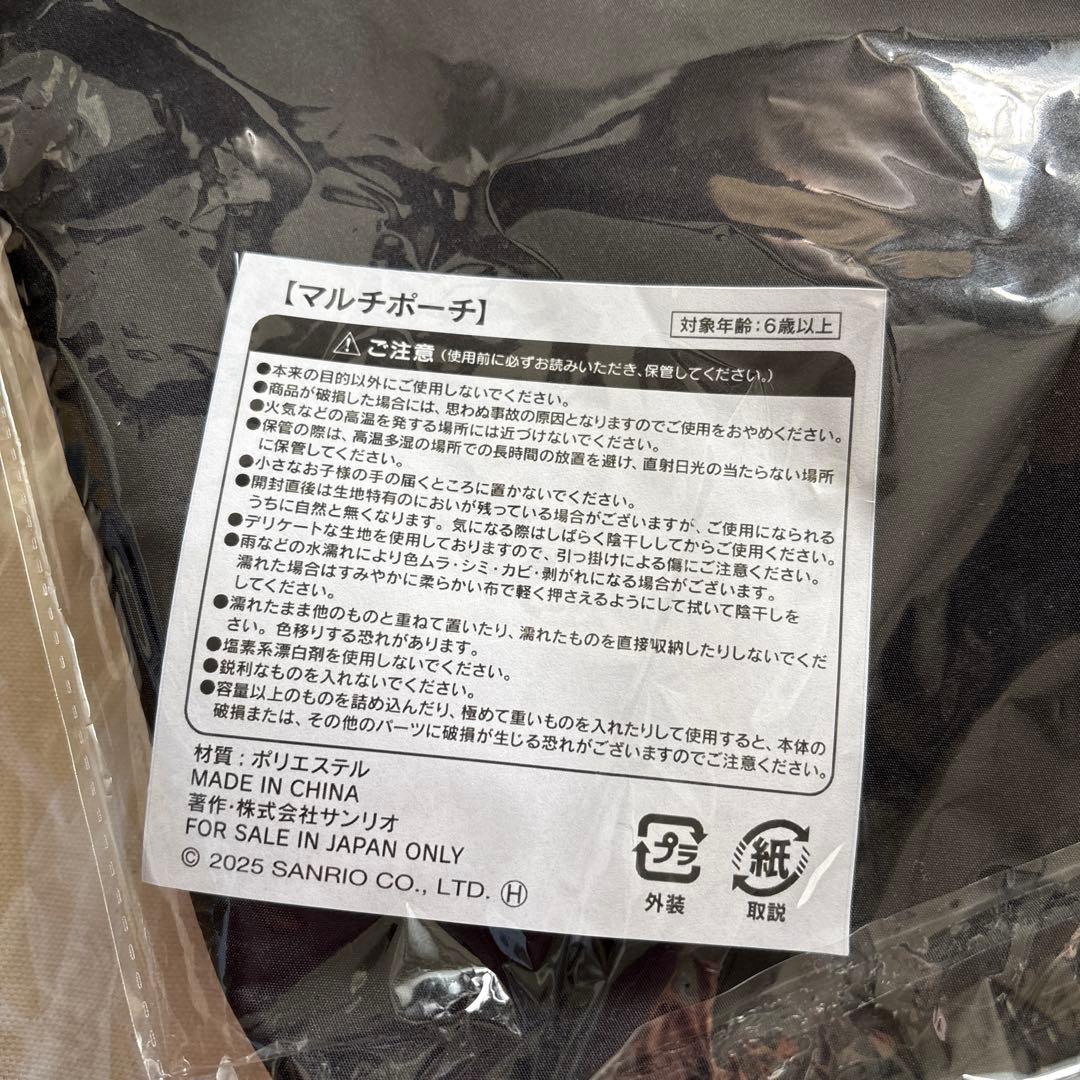 【マルチポーチ】
対象年齢：6歳以上
⚠ ご注意（使用前に必ずお読みいただき、保管してください。）
●本来の目的以外にご使用しないでください。
●商品が破損した場合には、思わぬ事故の原因となりますのでご使用をおやめください。
●火気などの高温を発する場所には近づけないでください。
●保管の際は、高温多湿の場所での長時間の放置を避け、直射日光の当たらない場所
に保管してください。
●小さなお子様の手の届くところに置かないでください。
●開封直後は生地特有のにおいが残っている場合がございますが、ご使用になられる
うちに自然と無くなります。気になる際はしばらく陰干ししてからご使用ください。
●デリケートな生地を使用しておりますので、引っ掛けによる傷にご注意ください。
●雨などの水濡れにより色ムラ・シミ・カビ・剥がれになる場合がございます。
濡れた場合はすみやかに柔らかい布で軽く押さえるようにして拭いて陰干しを
してください。
●濡れたまま他のものと重ねて置いたり、濡れたものを直接収納したりしないでくだ
さい。色移りする恐れがあります。
●塩素系漂白剤を使用しないでください。
●鋭利なものを入れないでください。
●容量以上のものを詰め込んだり、極めて重いものを入れたりして使用すると、本体の
破損または、その他のパーツに破損が生じる恐れがございますのでご注意ください。
材質：ポリエステル
MADE IN CHINA
著作・株式会社サンリオ
FOR SALE IN JAPAN ONLY
© 2025 SANRIO CO., LTD. Ⓗ
プラ
外装
紙
取説